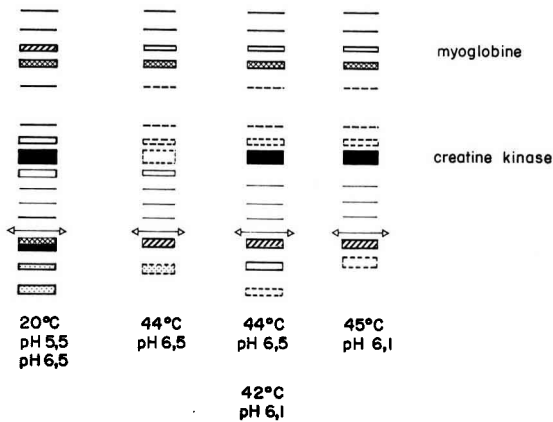 myoglobine
creatine kinase
20°C
pH 5,5
pH 6,5
44°C
pH 6,5
44°C
pH 6,5
42°C
pH 6,1
45°C
pH 6,1